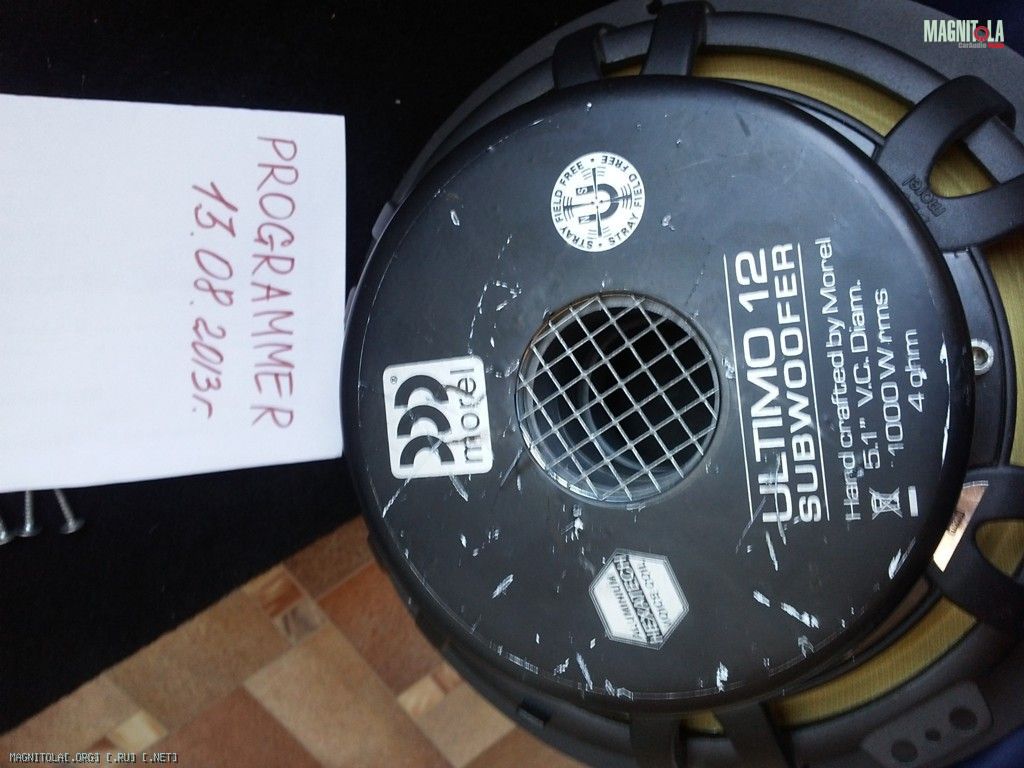 MAGNITOLA
CarAudio
PROGRAMMER
13.08.2013г.
STRAY FIELD FREE • STRAY FIELD FREE •
N S
morel
®
morel
ULTIMO 12
SUBWOOFER
Hand crafted by Morel
5.1" V.C. Diam.
1000 W rms
4 ohm
ALUMINUM
HEXATECH
VOICE COIL
MAGNITOLA[.ORG] [.RU] [.NET]